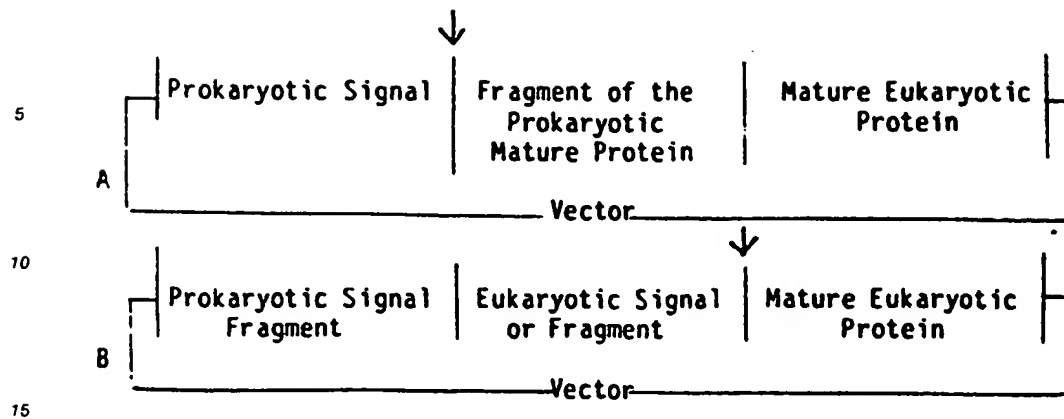 5
Prokaryotic Signal
Fragment of the
Prokaryotic
Mature Protein
Mature Eukaryotic
Protein
A
Vector
10
Prokaryotic Signal
Fragment
Eukaryotic Signal
or Fragment
Mature Eukaryotic
Protein
B
Vector
15